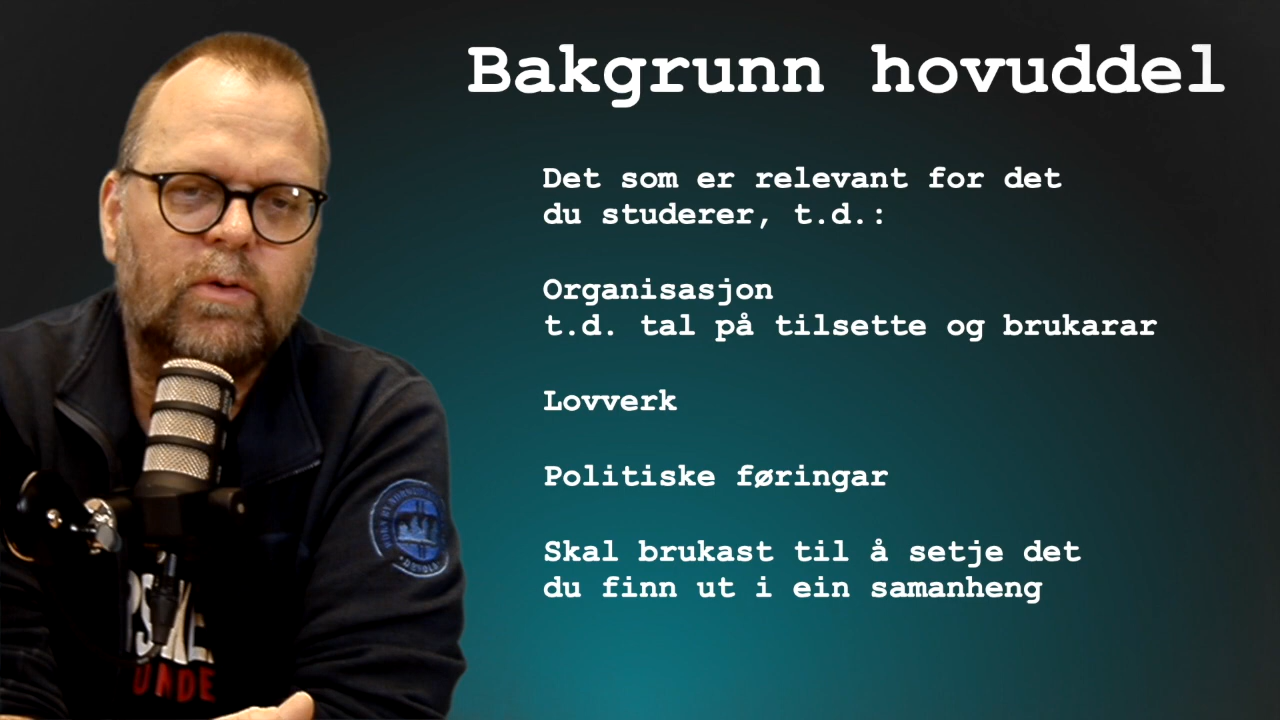 Bakgrunn hovuddel
Det som er relevant for det
du studerer, t.d.:
Organisasjon
t.d. tal på tilsette og brukarar
Lovverk
Politiske føringar
Skal brukast til å setje det
du finn ut i ein samanheng